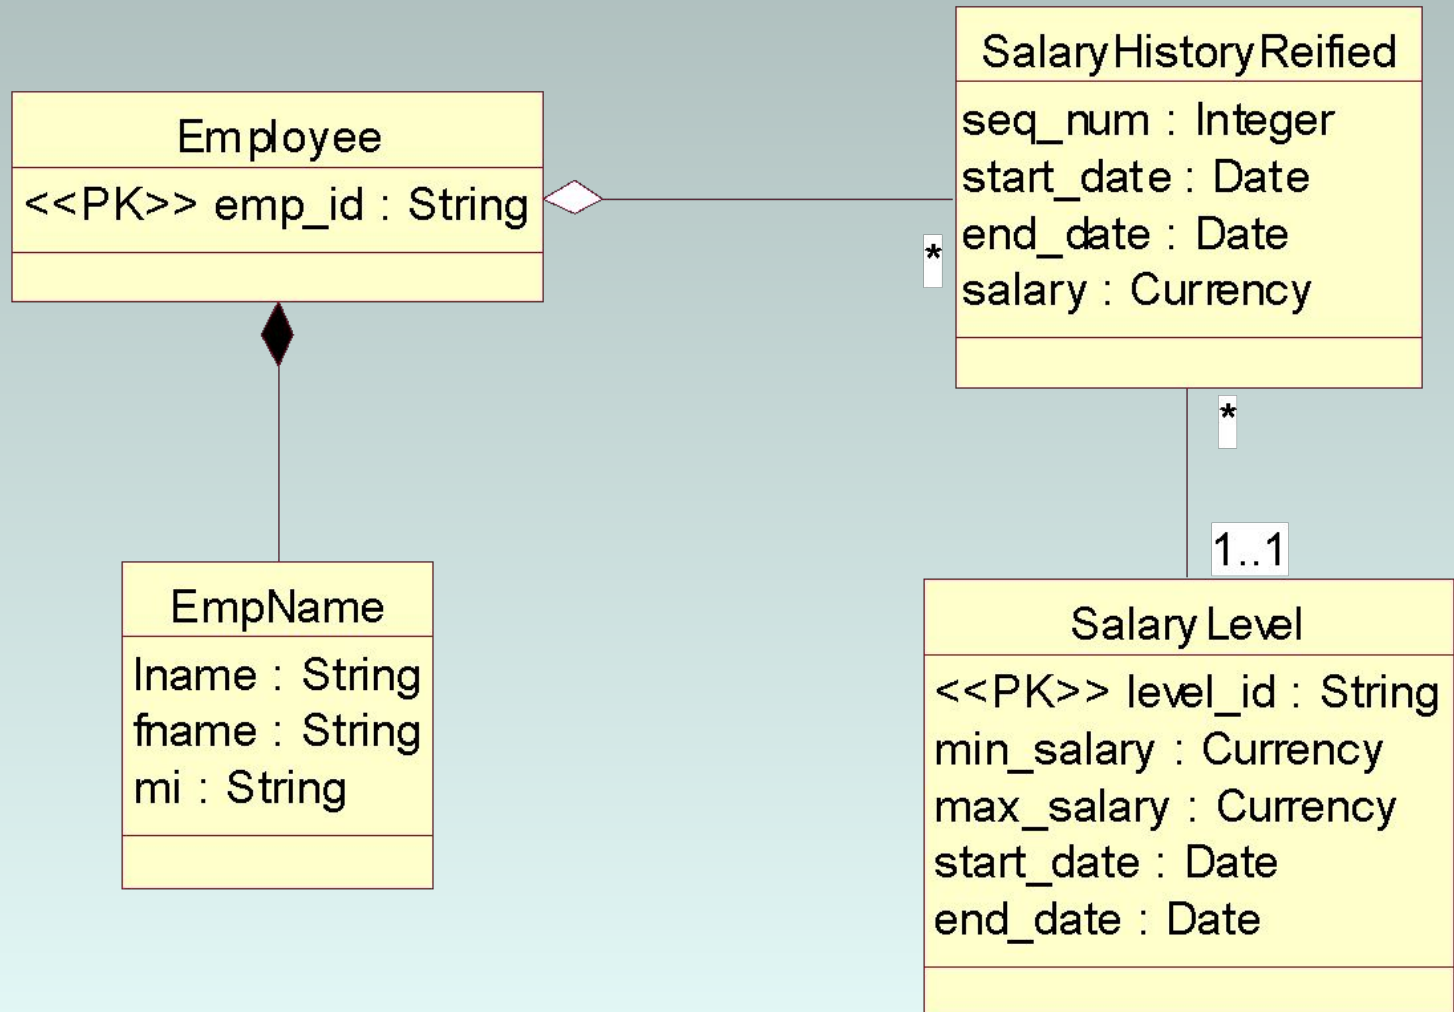 Employee
<<PK>> emp_id : String
SalaryHistoryReified
seq_num : Integer
start_date : Date
end_date : Date
salary : Currency
*
*
1..1
EmpName
lname : String
fname : String
mi : String
SalaryLevel
<<PK>> level_id : String
min_salary : Currency
max_salary : Currency
start_date : Date
end_date : Date